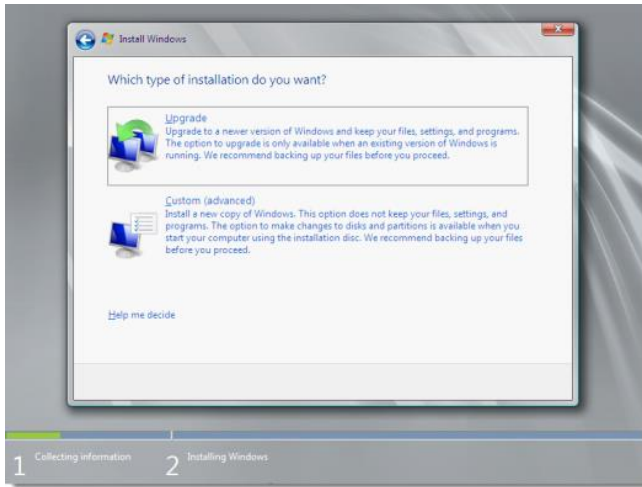 Install Windows
Which type of installation do you want?
Upgrade
Upgrade to a newer version of Windows and keep your files, settings, and programs.
The option to upgrade is only available when an existing version of Windows is
running. We recommend backing up your files before you proceed.
Custom (advanced)
Install a new copy of Windows. This option does not keep your files, settings, and
programs. The option to make changes to disks and partitions is available when you
start your computer using the installation disc. We recommend backing up your files
before you proceed.
Help me decide
1 Collecting information
2 Installing Windows